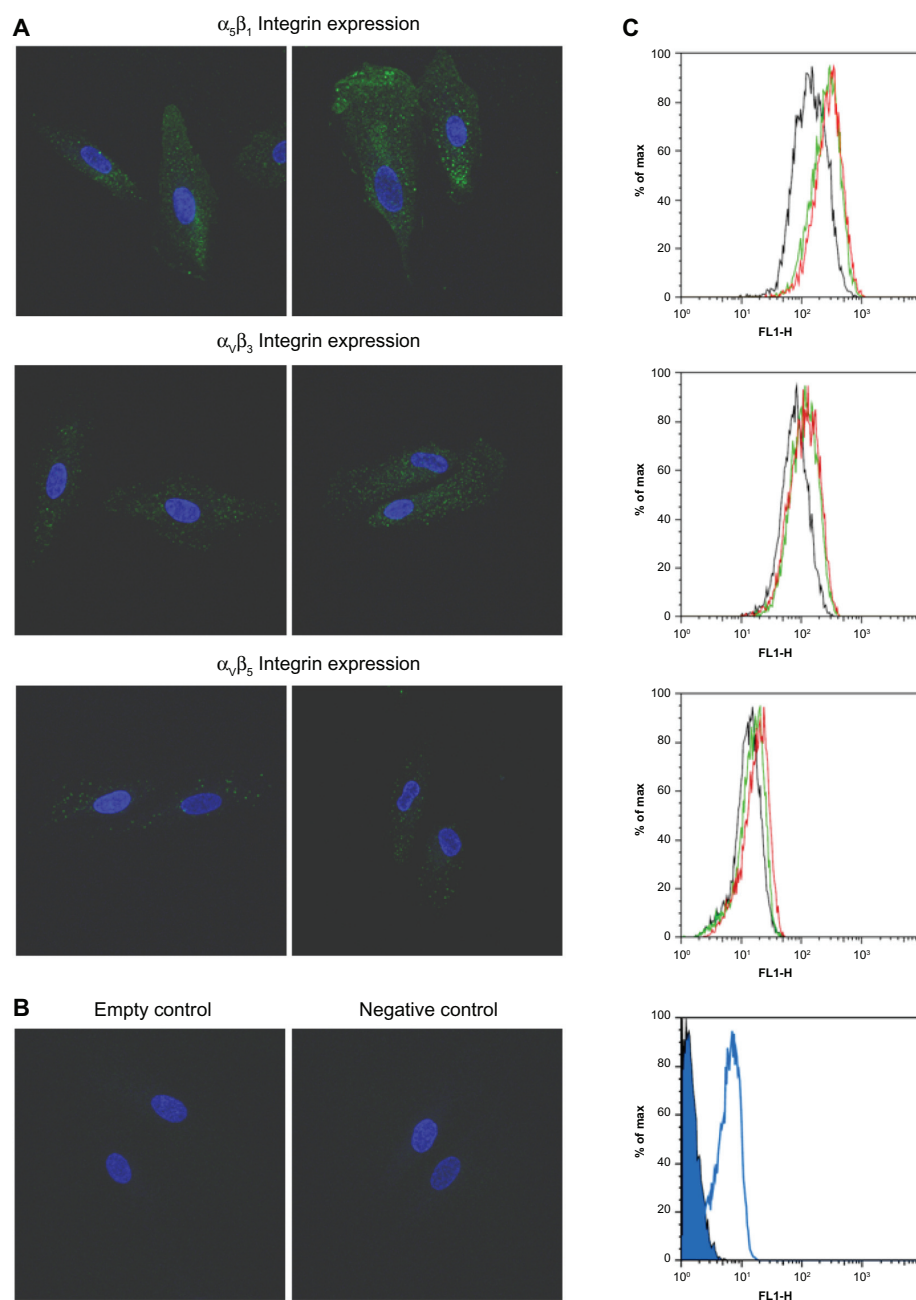 A
α5β1 Integrin expression
αVβ3 Integrin expression
αVβ5 Integrin expression
B
Empty control
Negative control
C
100
80
60
40
20
0
% of max
10⁰ 10¹ 10² 10³
FL1-H
100
80
60
40
20
0
% of max
10⁰ 10¹ 10² 10³
FL1-H
100
80
60
40
20
0
% of max
10⁰ 10¹ 10² 10³
FL1-H
100
80
60
40
20
0
% of max
10⁰ 10¹ 10² 10³
FL1-H